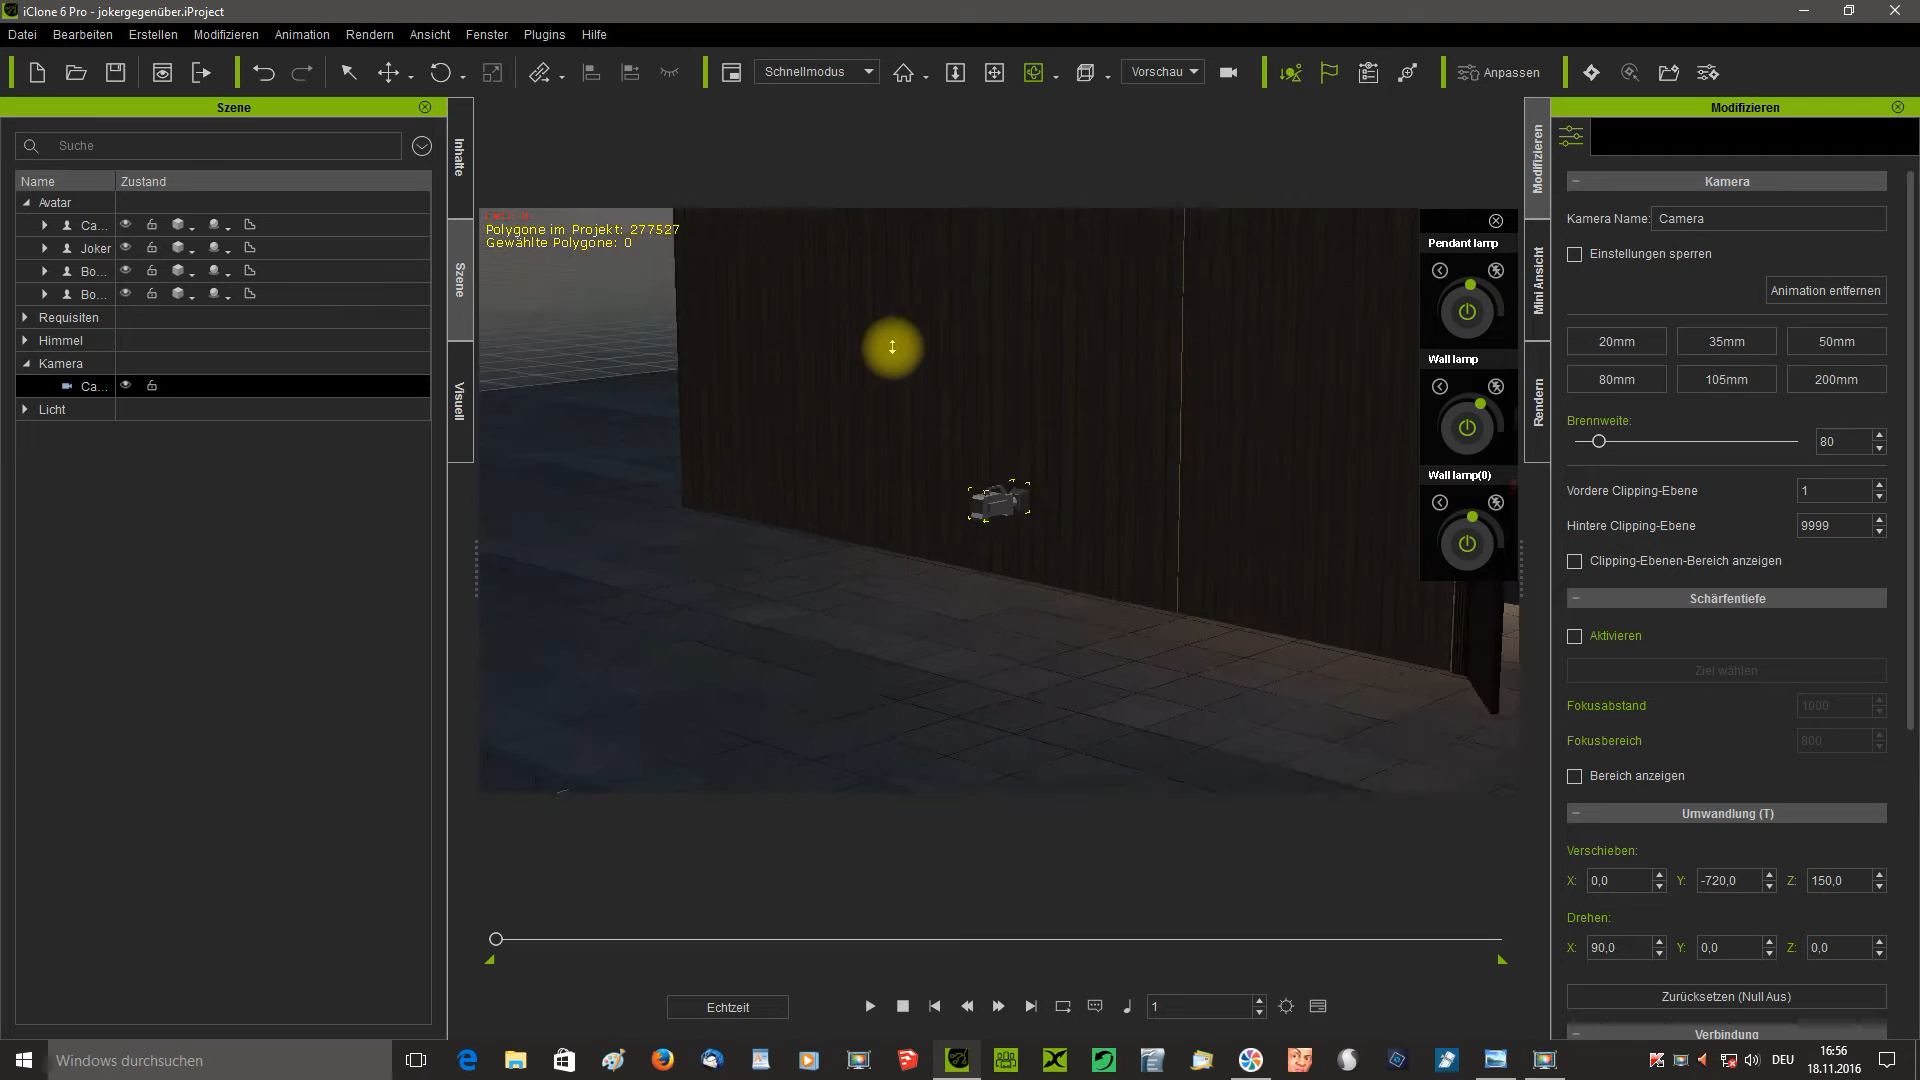 iClone 6 Pro - jokergegenüber.iProject
Datei Bearbeiten Erstellen Modifizieren Animation Rendern Ansicht Fenster Plugins Hilfe
Schnellmodus Vorschau Anpassen
Szene
Suche
Name Zustand
Avatar
Ca...
Joker
Bo...
Bo...
Requisiten
Himmel
Kamera
Ca...
Licht
Inhalte
Szene
Visuell
Polygone im Projekt: 277527
Gewählte Polygone: 0
Pendant lamp
Wall lamp
Wall lamp(0)
Echtzeit
1
Modifizieren
Mini Ansicht
Rendern
Modifizieren
Kamera
Kamera Name: Camera
Einstellungen sperren
Animation entfernen
20mm 35mm 50mm
80mm 105mm 200mm
Brennweite:
80
Vordere Clipping-Ebene 1
Hintere Clipping-Ebene 9999
Clipping-Ebenen-Bereich anzeigen
Schärfentiefe
Aktivieren
Ziel wählen
Fokusabstand 1000
Fokusbereich 800
Bereich anzeigen
Umwandlung (T)
Verschieben:
X: 0,0 Y: -720,0 Z: 150,0
Drehen:
X: 90,0 Y: 0,0 Z: 0,0
Zurücksetzen (Null Aus)
Verbindung
Windows durchsuchen
DEU
16:56
18.11.2016